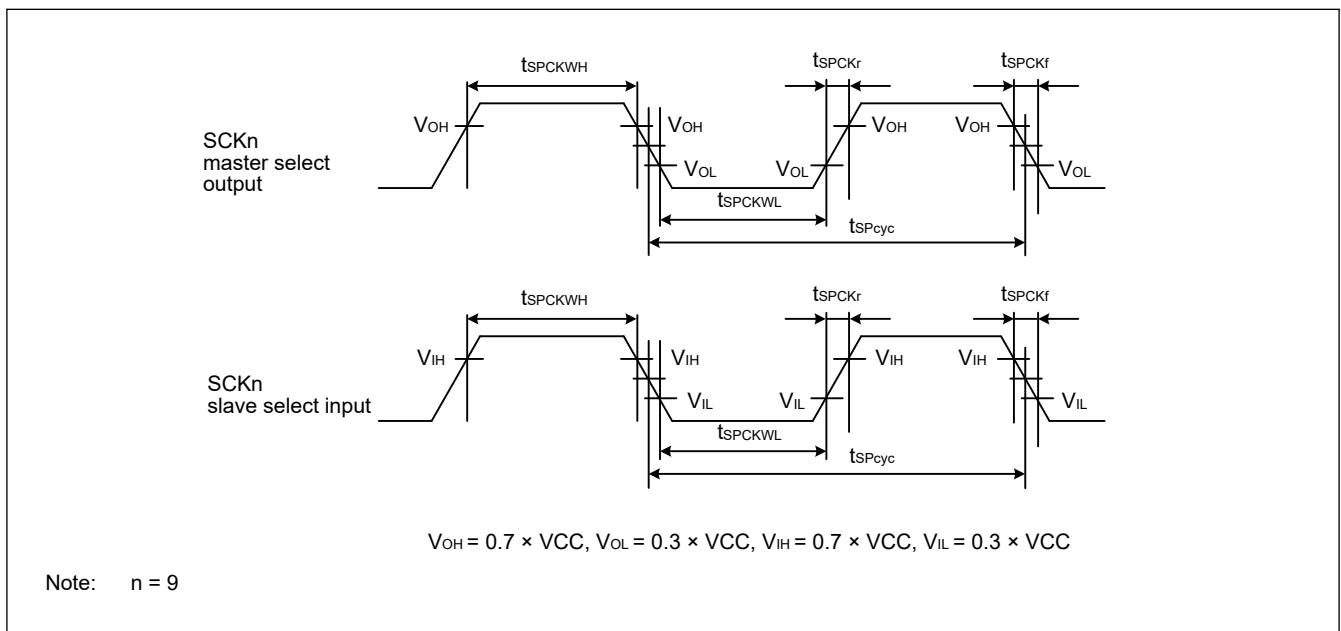 tSPCKWH
tSPCKr
tSPCKf
VOH
VOH
VOH
VOH
SCKn
master select
output
VOL
VOL
VOL
tSPCKWL
tSPcyc
tSPCKWH
tSPCKr
tSPCKf
VIH
VIH
VIH
VIH
SCKn
slave select input
VIL
VIL
VIL
tSPCKWL
tSPcyc
VOH = 0.7 × VCC, VOL = 0.3 × VCC, VIH = 0.7 × VCC, VIL = 0.3 × VCC
Note: n = 9